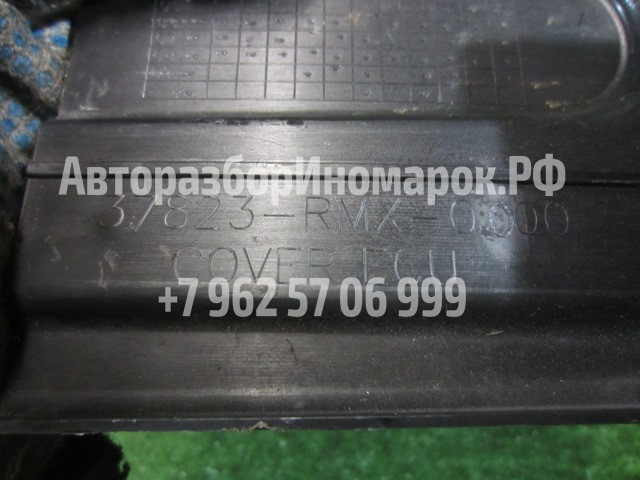 АвторазборИномарок.РФ
37823-RMX-0000
COVER ECU
+7 962 57 06 999